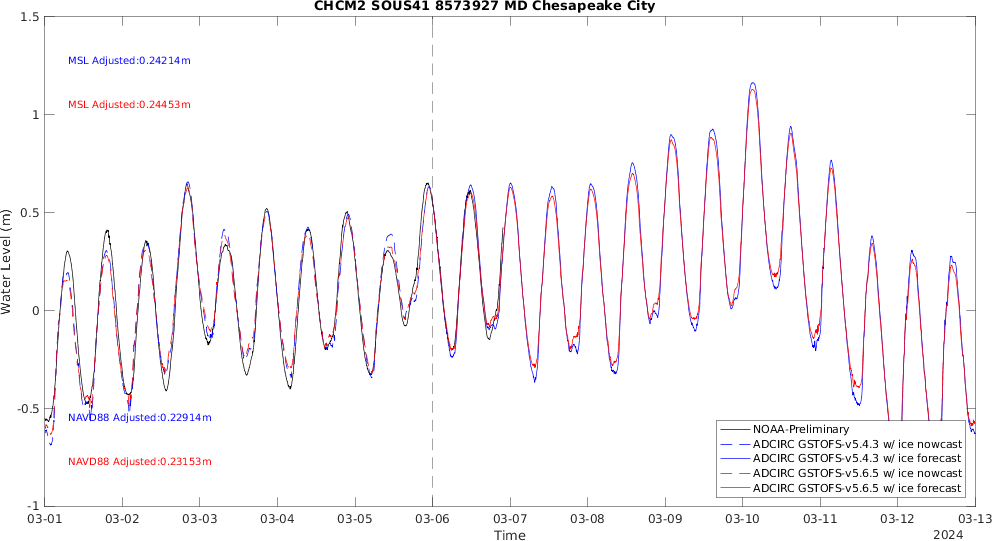 CHCM2 SOUS41 8573927 MD Chesapeake City
1.5
1
0.5
0
-0.5
-1
Water Level (m)
MSL Adjusted:0.24214m
MSL Adjusted:0.24453m
NAVD88 Adjusted:0.22914m
NAVD88 Adjusted:0.23153m
NOAA-Preliminary
ADCIRC GSTOFS-v5.4.3 w/ ice nowcast
ADCIRC GSTOFS-v5.4.3 w/ ice forecast
ADCIRC GSTOFS-v5.6.5 w/ ice nowcast
ADCIRC GSTOFS-v5.6.5 w/ ice forecast
03-01 03-02 03-03 03-04 03-05 03-06 03-07 03-08 03-09 03-10 03-11 03-12 03-13
Time
2024